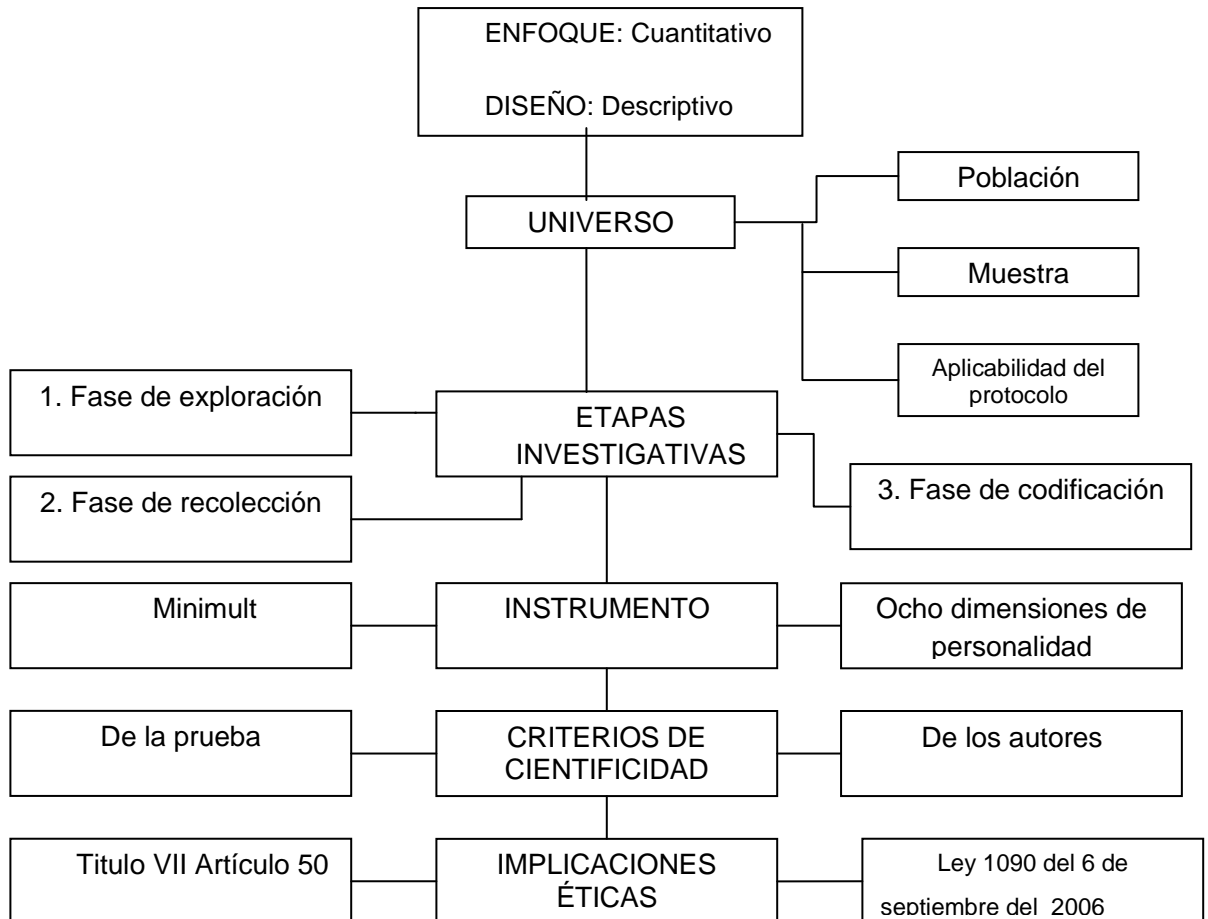 ENFOQUE: Cuantitativo
DISEÑO: Descriptivo
UNIVERSO
Población
Muestra
Aplicabilidad del
protocolo
1. Fase de exploración
ETAPAS
INVESTIGATIVAS
2. Fase de recolección
3. Fase de codificación
Minimult
INSTRUMENTO
Ocho dimensiones de
personalidad
De la prueba
CRITERIOS DE
CIENTIFICIDAD
De los autores
Titulo VII Artículo 50
IMPLICACIONES
ÉTICAS
Ley 1090 del 6 de
septiembre del 2006